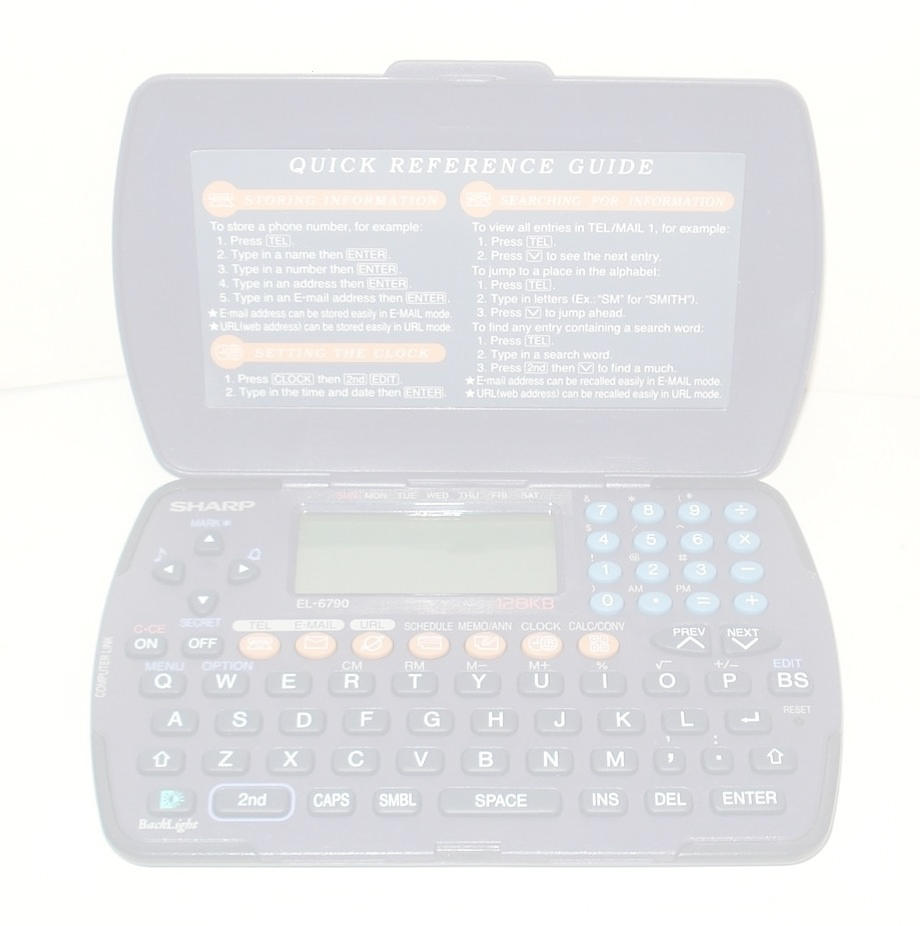 QUICK REFERENCE GUIDE
STORING INFORMATION
To store a phone number, for example:
1. Press TEL.
2. Type in a name then ENTER.
3. Type in a number then ENTER.
4. Type in an address then ENTER.
5. Type in an E-mail address then ENTER.
★E-mail address can be stored easily in E-MAIL mode.
★URL(web address) can be stored easily in URL mode.
SETTING THE CLOCK
1. Press CLOCK then 2nd EDIT.
2. Type in the time and date then ENTER.
SEARCHING FOR INFORMATION
To view all entries in TEL/MAIL 1, for example:
1. Press TEL.
2. Press ∨ to see the next entry.
To jump to a place in the alphabet:
1. Press TEL.
2. Type in letters (Ex.:"SM" for "SMITH").
3. Press ∨ to jump ahead.
To find any entry containing a search word:
1. Press TEL.
2. Type in a search word.
3. Press 2nd then ∨ to find a much.
★E-mail address can be recalled easily in E-MAIL mode.
★URL(web address) can be recalled easily in URL mode.
SHARP
SUN MON TUE WED THU FRI SAT
MARK
EL-6790
128KB
& * (
7 8 9 ÷
$ /
4 5 6 X
! @ #
1 2 3 −
) AM PM
0 • = +
C•CE SECRET TEL E-MAIL URL SCHEDULE MEMO/ANN CLOCK CALC/CONV
ON OFF PREV NEXT
COMPUTER LINK
MENU OPTION CM RM M− M+ % √ +/− EDIT
Q W E R T Y U I O P BS
RESET
A S D F G H J K L
, :
Z X C V B N M , .
2nd CAPS SMBL SPACE INS DEL ENTER
BackLight